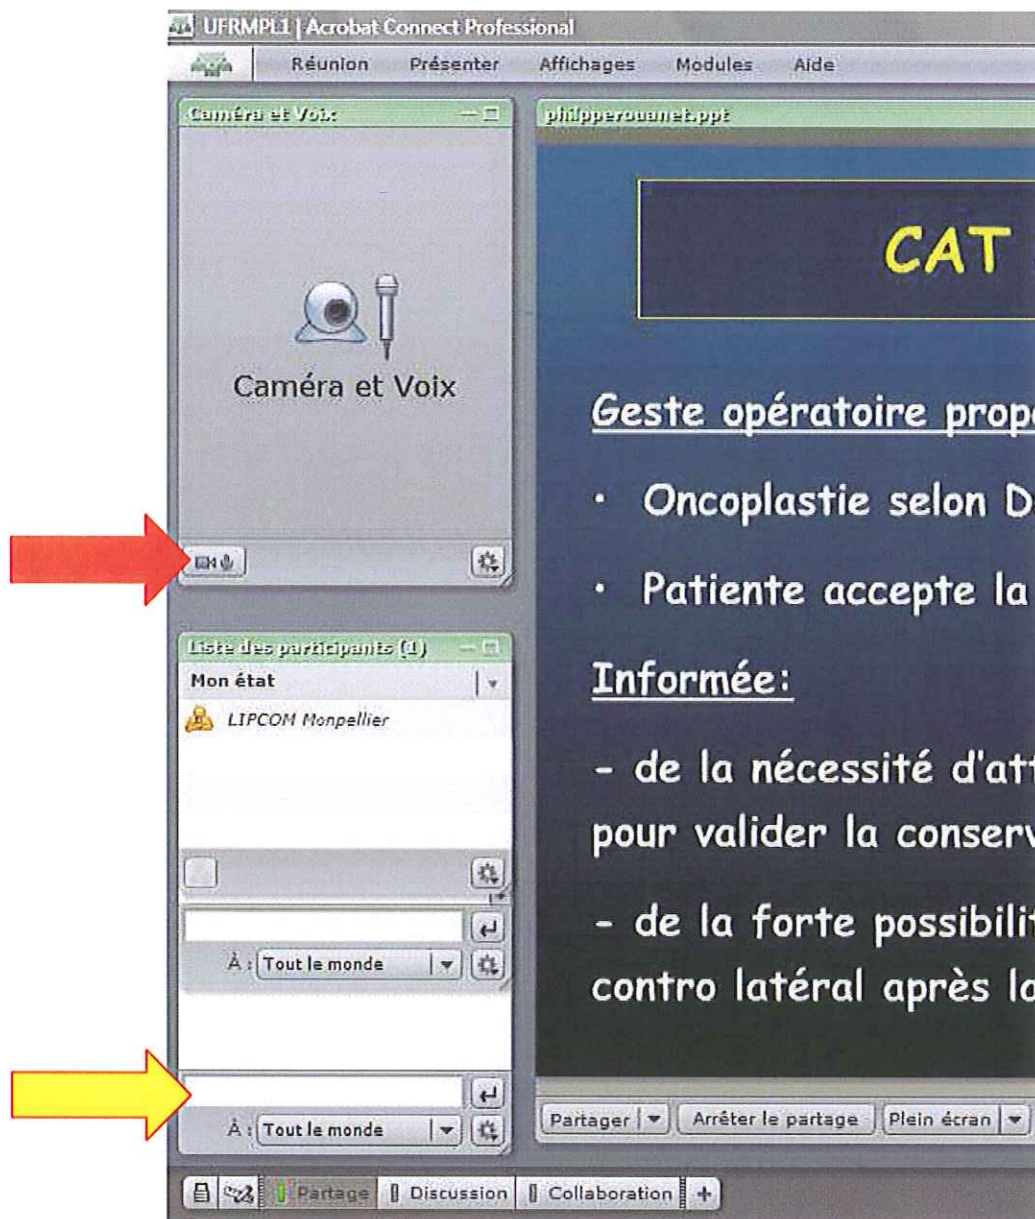 UFRMPL1 | Acrobat Connect Professional
Réunion Présenter Affichages Modules Aide
Caméra et Voix
Caméra et Voix
Liste des participants (1)
Mon état
LIPCOM Monpellier
À : Tout le monde
À : Tout le monde
philpperouanet.ppt
CAT
Geste opératoire prop
· Oncoplastie selon D
· Patiente accepte la
Informée:
- de la nécessité d'att
pour valider la conserv
- de la forte possibilit
contro latéral après la
Partager Arrêter le partage Plein écran
Partage Discussion Collaboration +